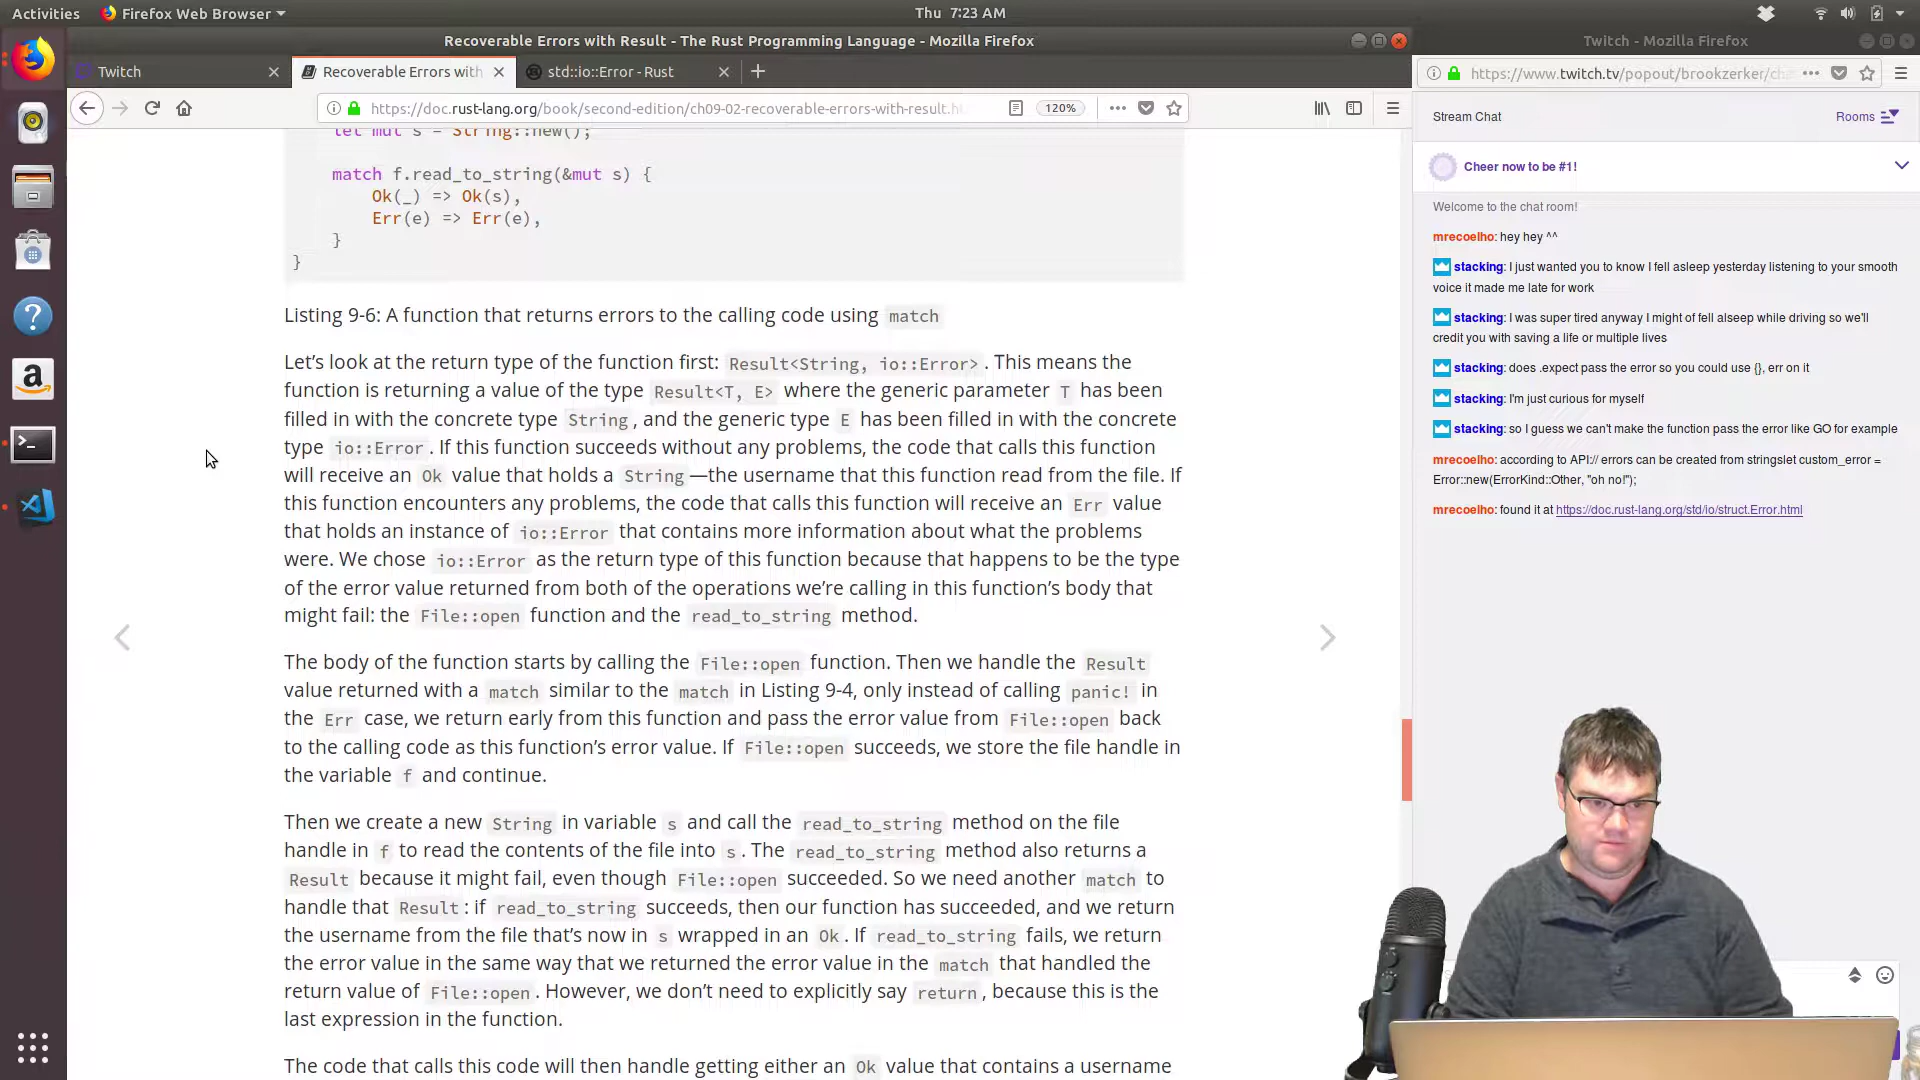 Activities
Firefox Web Browser
Thu 7:23 AM
Recoverable Errors with Result - The Rust Programming Language - Mozilla Firefox
Twitch - Mozilla Firefox
Twitch
Recoverable Errors with
std::io::Error - Rust
https://doc.rust-lang.org/book/second-edition/ch09-02-recoverable-errors-with-result.ht
120%
https://www.twitch.tv/popout/brookzerker/ch
let mut s = String::new();
match f.read_to_string(&mut s) {
Ok(_) => Ok(s),
Err(e) => Err(e),
}
}
Listing 9-6: A function that returns errors to the calling code using match
Let’s look at the return type of the function first: Result<String, io::Error>. This means the
function is returning a value of the type Result<T, E> where the generic parameter T has been
filled in with the concrete type String, and the generic type E has been filled in with the concrete
type io::Error. If this function succeeds without any problems, the code that calls this function
will receive an Ok value that holds a String—the username that this function read from the file. If
this function encounters any problems, the code that calls this function will receive an Err value
that holds an instance of io::Error that contains more information about what the problems
were. We chose io::Error as the return type of this function because that happens to be the type
of the error value returned from both of the operations we’re calling in this function’s body that
might fail: the File::open function and the read_to_string method.
The body of the function starts by calling the File::open function. Then we handle the Result
value returned with a match similar to the match in Listing 9-4, only instead of calling panic! in
the Err case, we return early from this function and pass the error value from File::open back
to the calling code as this function’s error value. If File::open succeeds, we store the file handle in
the variable f and continue.
Then we create a new String in variable s and call the read_to_string method on the file
handle in f to read the contents of the file into s. The read_to_string method also returns a
Result because it might fail, even though File::open succeeded. So we need another match to
handle that Result: if read_to_string succeeds, then our function has succeeded, and we return
the username from the file that’s now in s wrapped in an Ok. If read_to_string fails, we return
the error value in the same way that we returned the error value in the match that handled the
return value of File::open. However, we don’t need to explicitly say return, because this is the
last expression in the function.
The code that calls this code will then handle getting either an Ok value that contains a username
Stream Chat
Rooms
Cheer now to be #1!
Welcome to the chat room!
mrecoelho: hey hey ^^
stacking: I just wanted you to know I fell asleep yesterday listening to your smooth
voice it made me late for work
stacking: I was super tired anyway I might of fell alseep while driving so we'll
credit you with saving a life or multiple lives
stacking: does .expect pass the error so you could use {}, err on it
stacking: I'm just curious for myself
stacking: so I guess we can't make the function pass the error like GO for example
mrecoelho: according to API:// errors can be created from stringslet custom_error =
Error::new(ErrorKind::Other, "oh no!");
mrecoelho: found it at https://doc.rust-lang.org/std/io/struct.Error.html